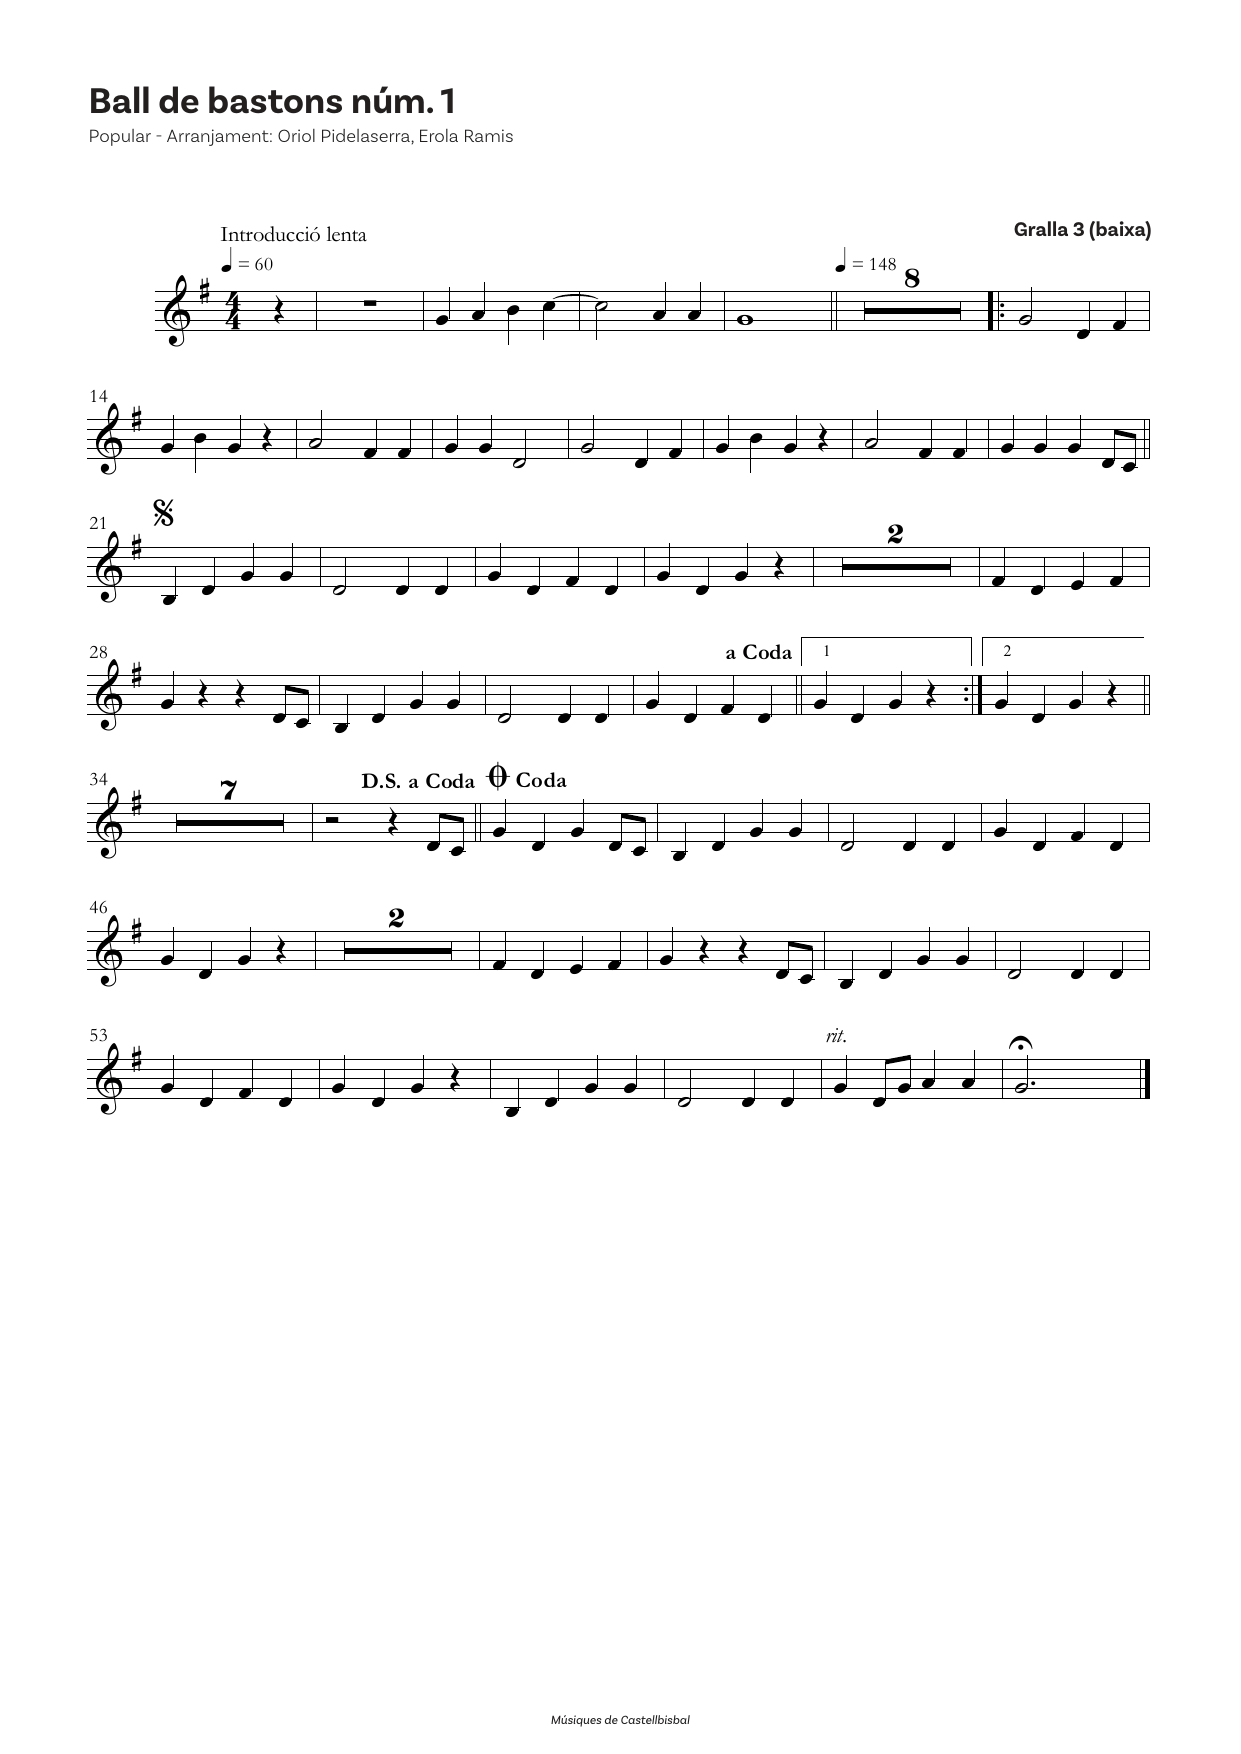 Ball de bastons núm. 1
Popular - Arranjament: Oriol Pidelaserra, Erola Ramis
Gralla 3 (baixa)
Introducció lenta
= 60
= 148
8
4
4
14
21
2
28
a Coda
1
2
34
7
D.S. a Coda
Coda
46
2
53
rit.
Músiques de Castellbisbal